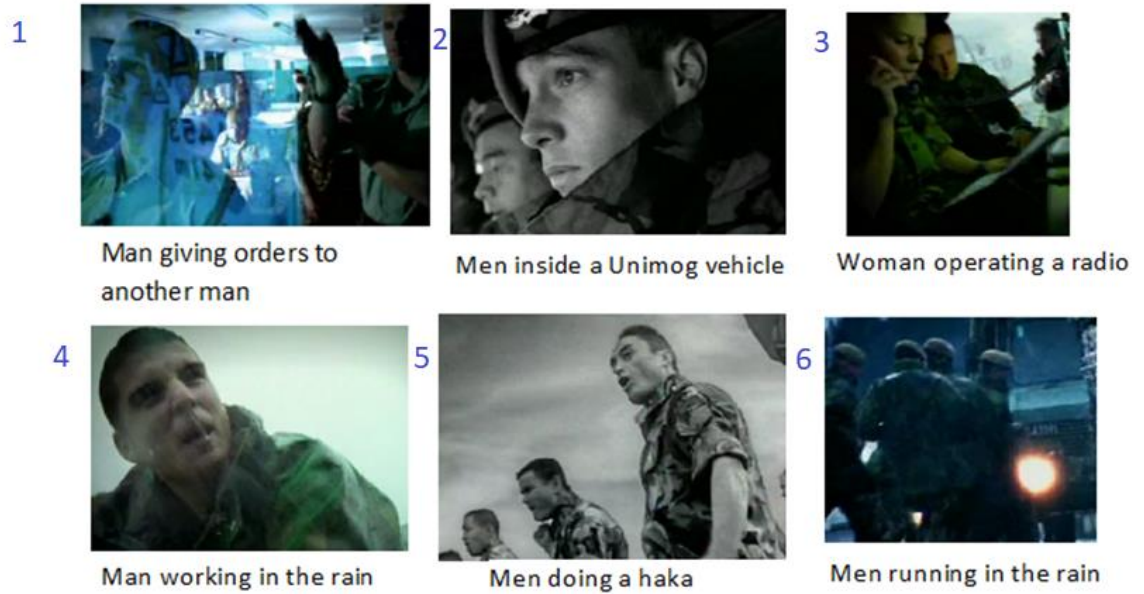 1
2
3
Man giving orders to
another man
Men inside a Unimog vehicle
Woman operating a radio
4
5
6
Man working in the rain
Men doing a haka
Men running in the rain